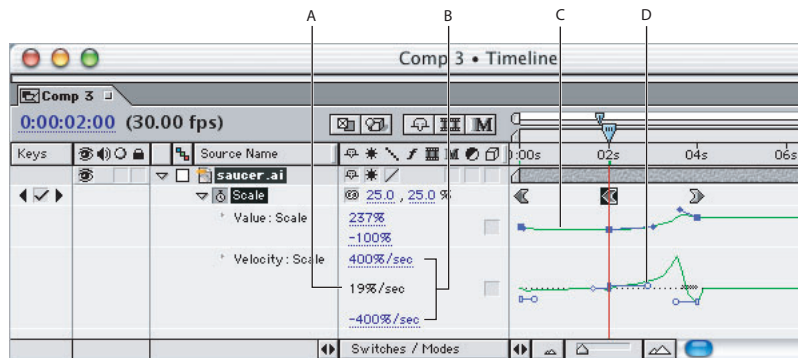 A B C D
Comp 3 • Timeline
Comp 3
0:00:02:00 (30.00 fps)
M
Keys Source Name M :00s 02s 04s 06s
saucer.ai
Scale 25.0 , 25.0 %
Value: Scale 237%
-100%
Velocity: Scale 400%/sec
19%/sec
-400%/sec
Switches / Modes